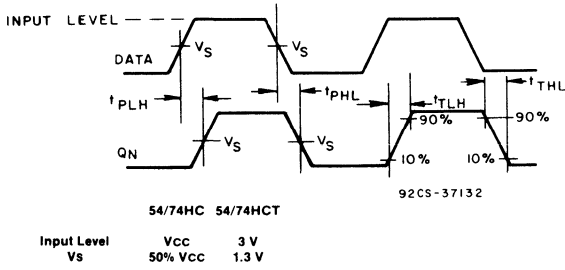 INPUT LEVEL
VS
VS
DATA
tPLH
tPHL
tTLH
tTHL
90%
90%
VS
VS
10%
10%
QN
92CS-37132
54/74HC 54/74HCT
Input Level VCC 3 V
Vs 50% VCC 1.3 V